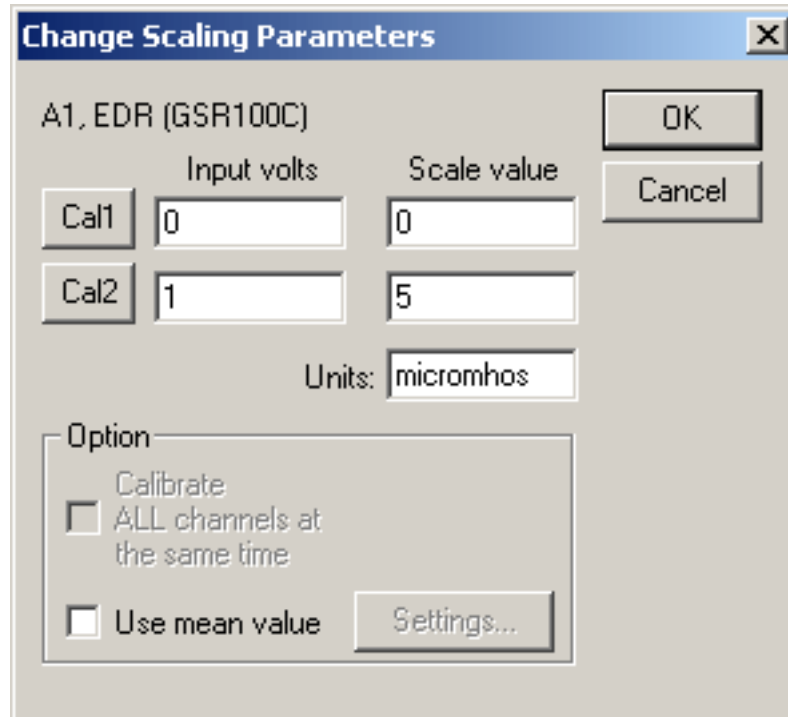 Change Scaling Parameters
A1, EDR (GSR100C)
OK
Input volts Scale value
Cancel
Cal1 0 0
Cal2 1 5
Units: micromhos
Option
Calibrate
ALL channels at
the same time
Use mean value Settings...